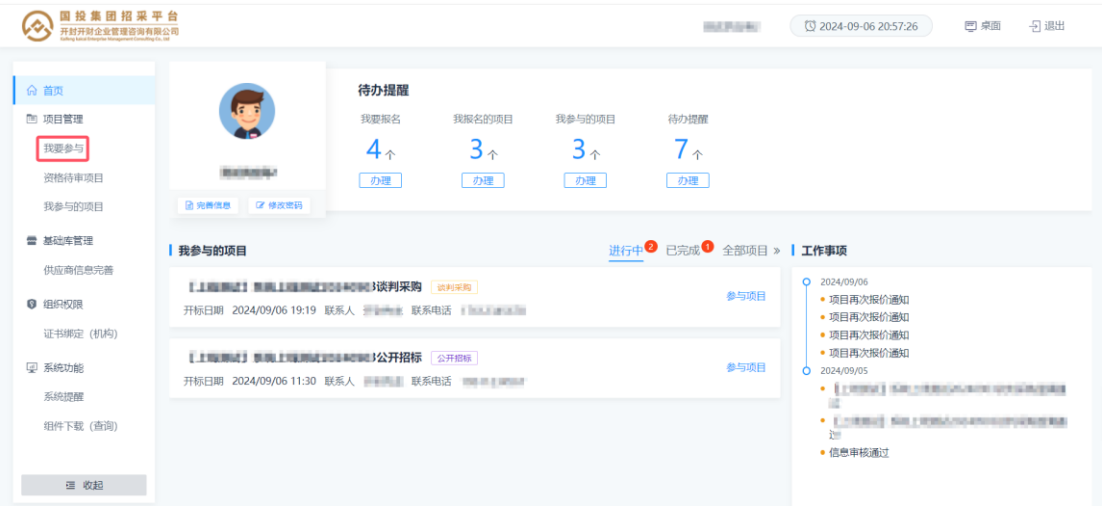 国投集团招采平台
开封开财企业管理咨询有限公司
2024-09-06 20:57:26
桌面
退出
首页
项目管理
我要参与
资格待审项目
我参与的项目
基础库管理
供应商信息完善
组织权限
证书绑定（机构）
系统功能
系统提醒
组件下载（查询）
收起
完善信息
修改密码
待办提醒
我要报名 我报名的项目 我参与的项目 待办提醒
4个 3个 3个 7个
办理 办理 办理 办理
我参与的项目
进行中 2 已完成 1 全部项目 »
谈判采购 谈判采购
开标日期 2024/09/06 19:19 联系人 联系电话
参与项目
公开招标 公开招标
开标日期 2024/09/06 11:30 联系人 联系电话
参与项目
工作事项
2024/09/06
项目再次报价通知
项目再次报价通知
项目再次报价通知
项目再次报价通知
2024/09/05
信息审核通过